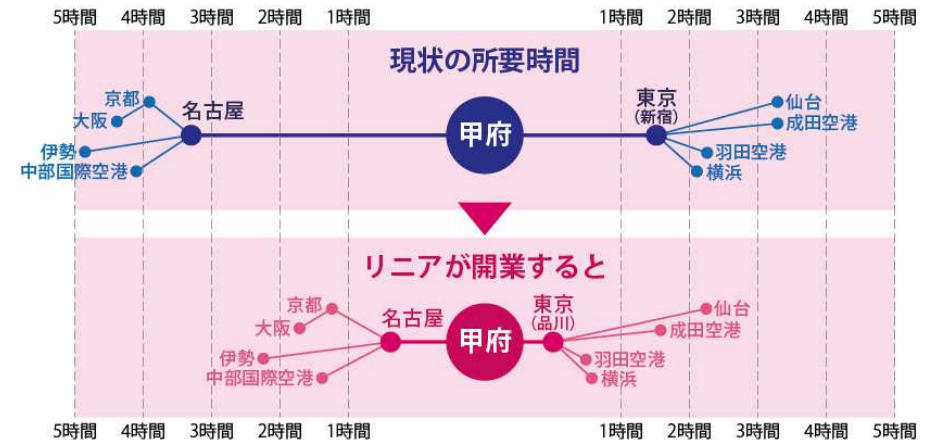 5時間 4時間 3時間 2時間 1時間 1時間 2時間 3時間 4時間 5時間
現状の所要時間
京都
大阪
伊勢
中部国際空港
名古屋
甲府
東京
(新宿)
仙台
成田空港
羽田空港
横浜
リニアが開業すると
京都
大阪
伊勢
中部国際空港
名古屋
甲府
東京
(品川)
仙台
成田空港
羽田空港
横浜
5時間 4時間 3時間 2時間 1時間 1時間 2時間 3時間 4時間 5時間